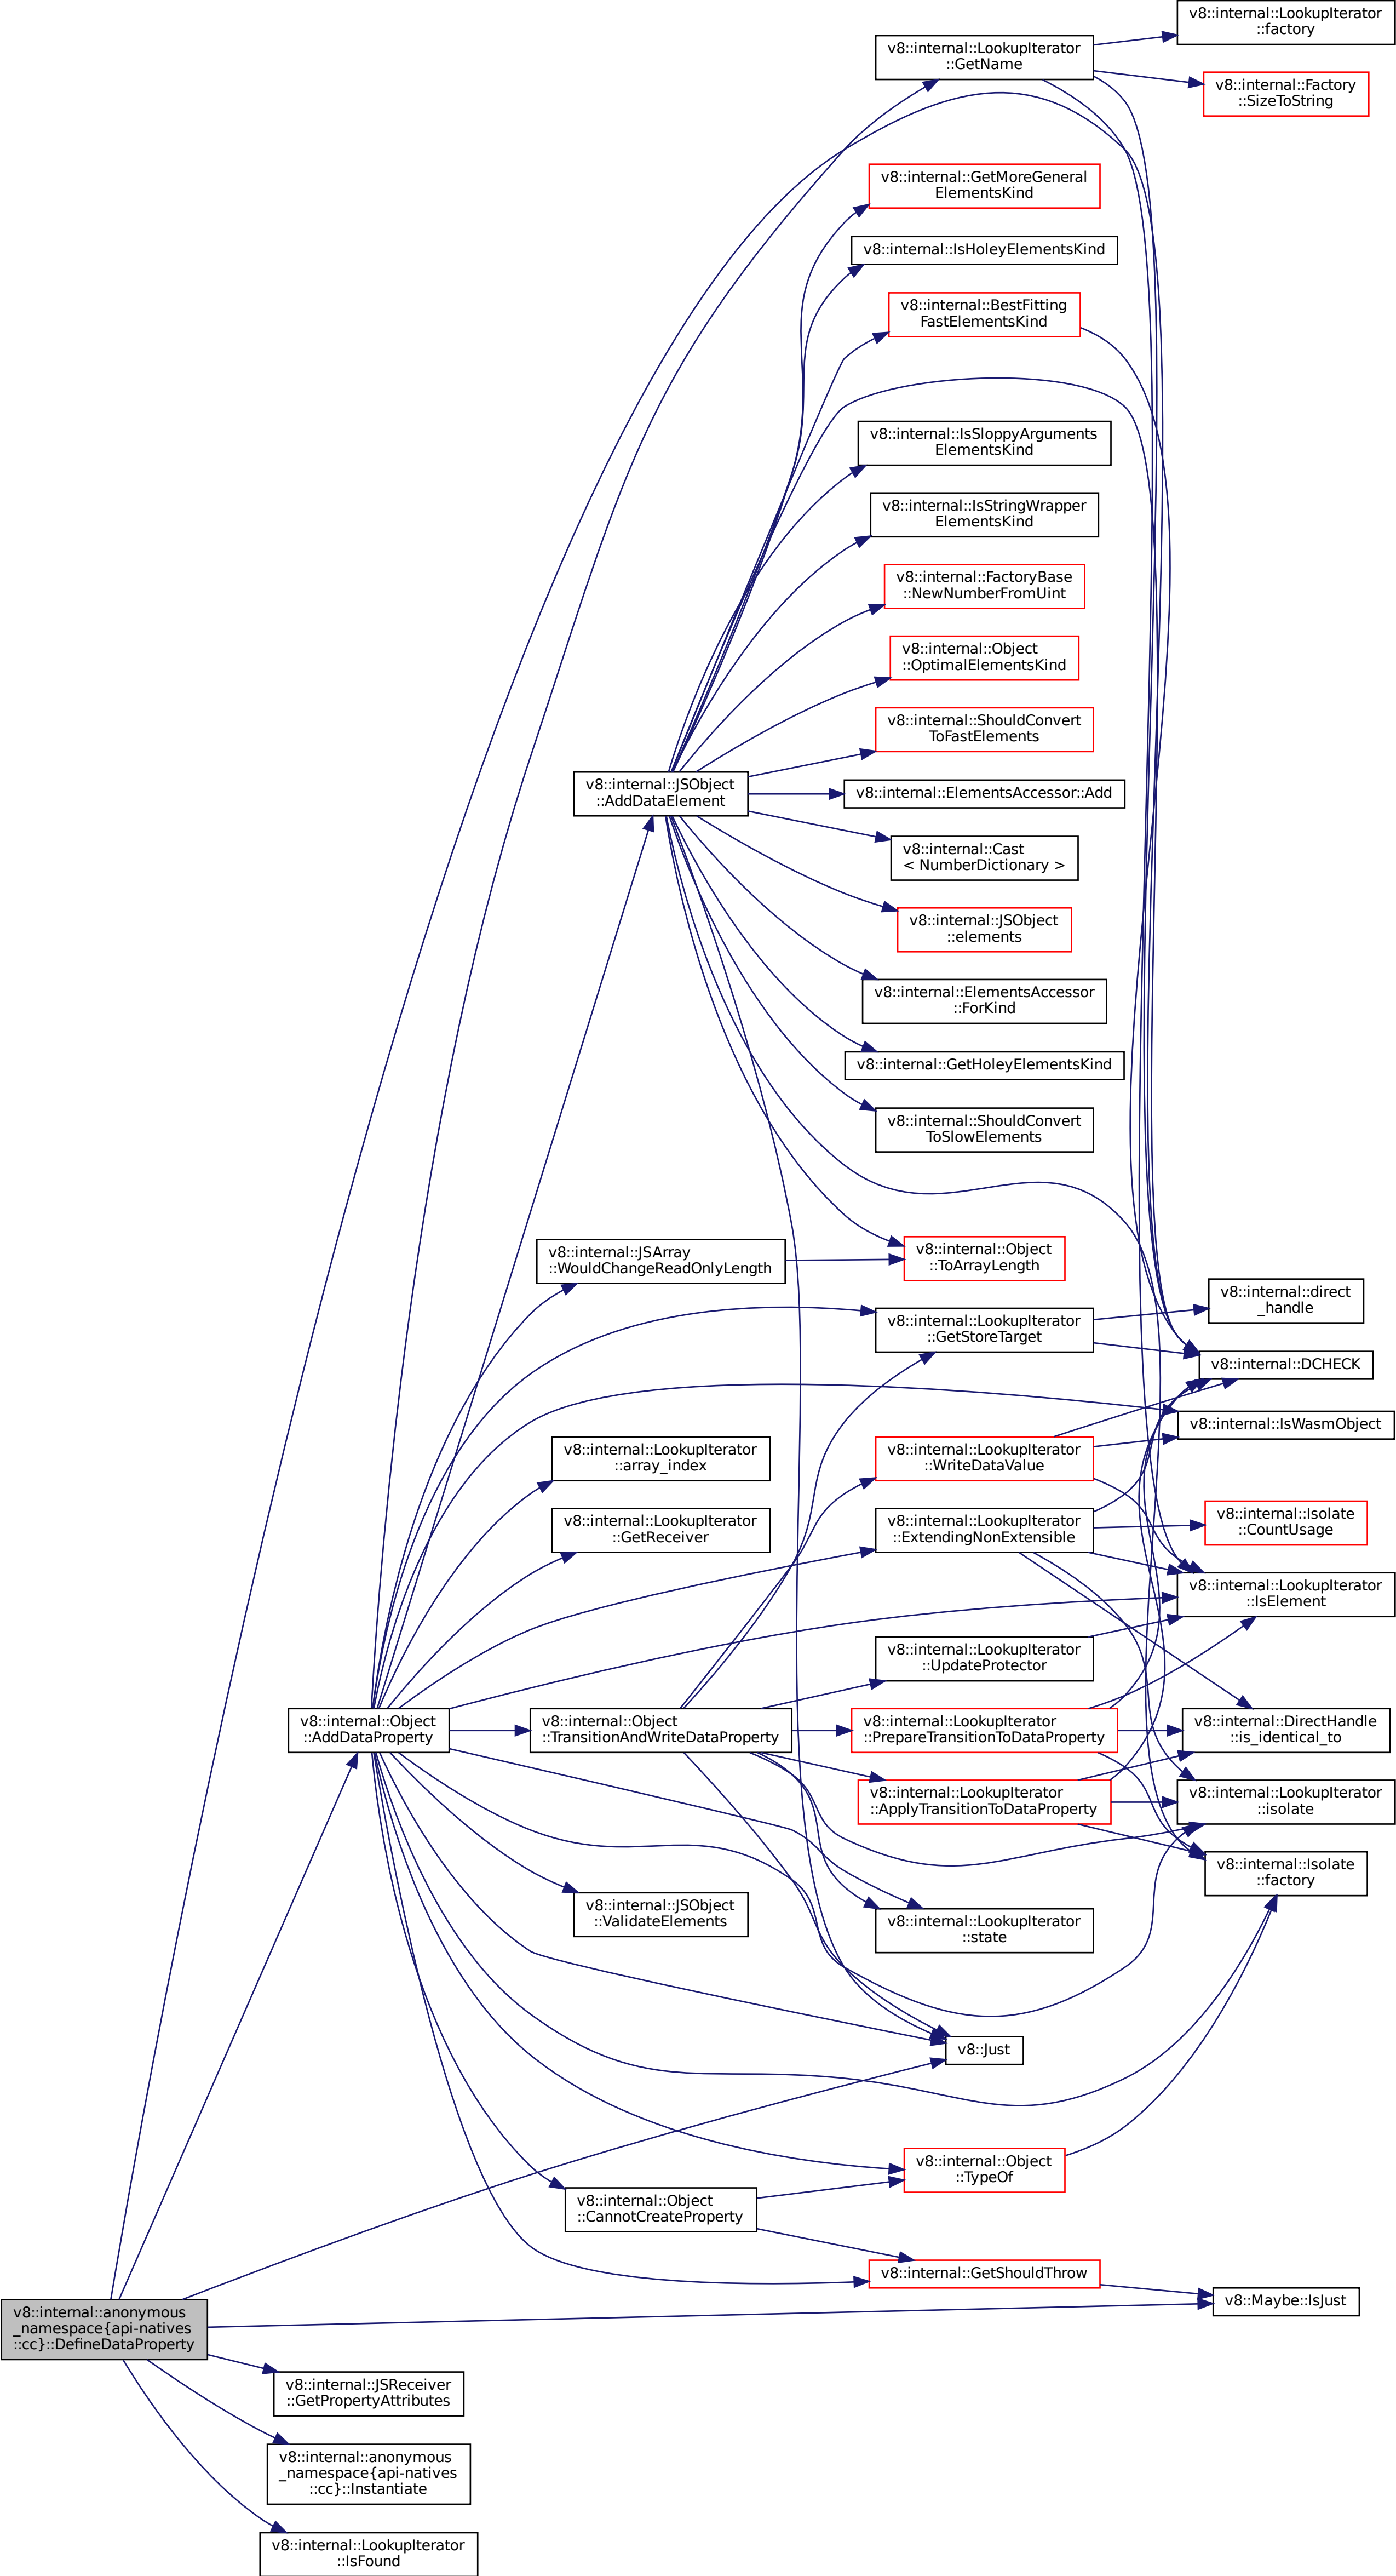 v8::internal::LookupIterator
::factory
v8::internal::LookupIterator
::GetName
v8::internal::Factory
::SizeToString
v8::internal::GetMoreGeneral
ElementsKind
v8::internal::IsHoleyElementsKind
v8::internal::BestFitting
FastElementsKind
v8::internal::IsSloppyArguments
ElementsKind
v8::internal::IsStringWrapper
ElementsKind
v8::internal::FactoryBase
::NewNumberFromUint
v8::internal::Object
::OptimalElementsKind
v8::internal::ShouldConvert
ToFastElements
v8::internal::JSObject
::AddDataElement
v8::internal::ElementsAccessor::Add
v8::internal::Cast
< NumberDictionary >
v8::internal::JSObject
::elements
v8::internal::ElementsAccessor
::ForKind
v8::internal::GetHoleyElementsKind
v8::internal::ShouldConvert
ToSlowElements
v8::internal::JSArray
::WouldChangeReadOnlyLength
v8::internal::Object
::ToArrayLength
v8::internal::direct
_handle
v8::internal::LookupIterator
::GetStoreTarget
v8::internal::DCHECK
v8::internal::IsWasmObject
v8::internal::LookupIterator
::array_index
v8::internal::LookupIterator
::WriteDataValue
v8::internal::LookupIterator
::GetReceiver
v8::internal::LookupIterator
::ExtendingNonExtensible
v8::internal::Isolate
::CountUsage
v8::internal::LookupIterator
::IsElement
v8::internal::LookupIterator
::UpdateProtector
v8::internal::Object
::AddDataProperty
v8::internal::Object
::TransitionAndWriteDataProperty
v8::internal::LookupIterator
::PrepareTransitionToDataProperty
v8::internal::DirectHandle
::is_identical_to
v8::internal::LookupIterator
::ApplyTransitionToDataProperty
v8::internal::LookupIterator
::isolate
v8::internal::Isolate
::factory
v8::internal::JSObject
::ValidateElements
v8::internal::LookupIterator
::state
v8::Just
v8::internal::Object
::TypeOf
v8::internal::Object
::CannotCreateProperty
v8::internal::GetShouldThrow
v8::Maybe::IsJust
v8::internal::anonymous
_namespace{api-natives
::cc}::DefineDataProperty
v8::internal::JSReceiver
::GetPropertyAttributes
v8::internal::anonymous
_namespace{api-natives
::cc}::Instantiate
v8::internal::LookupIterator
::IsFound